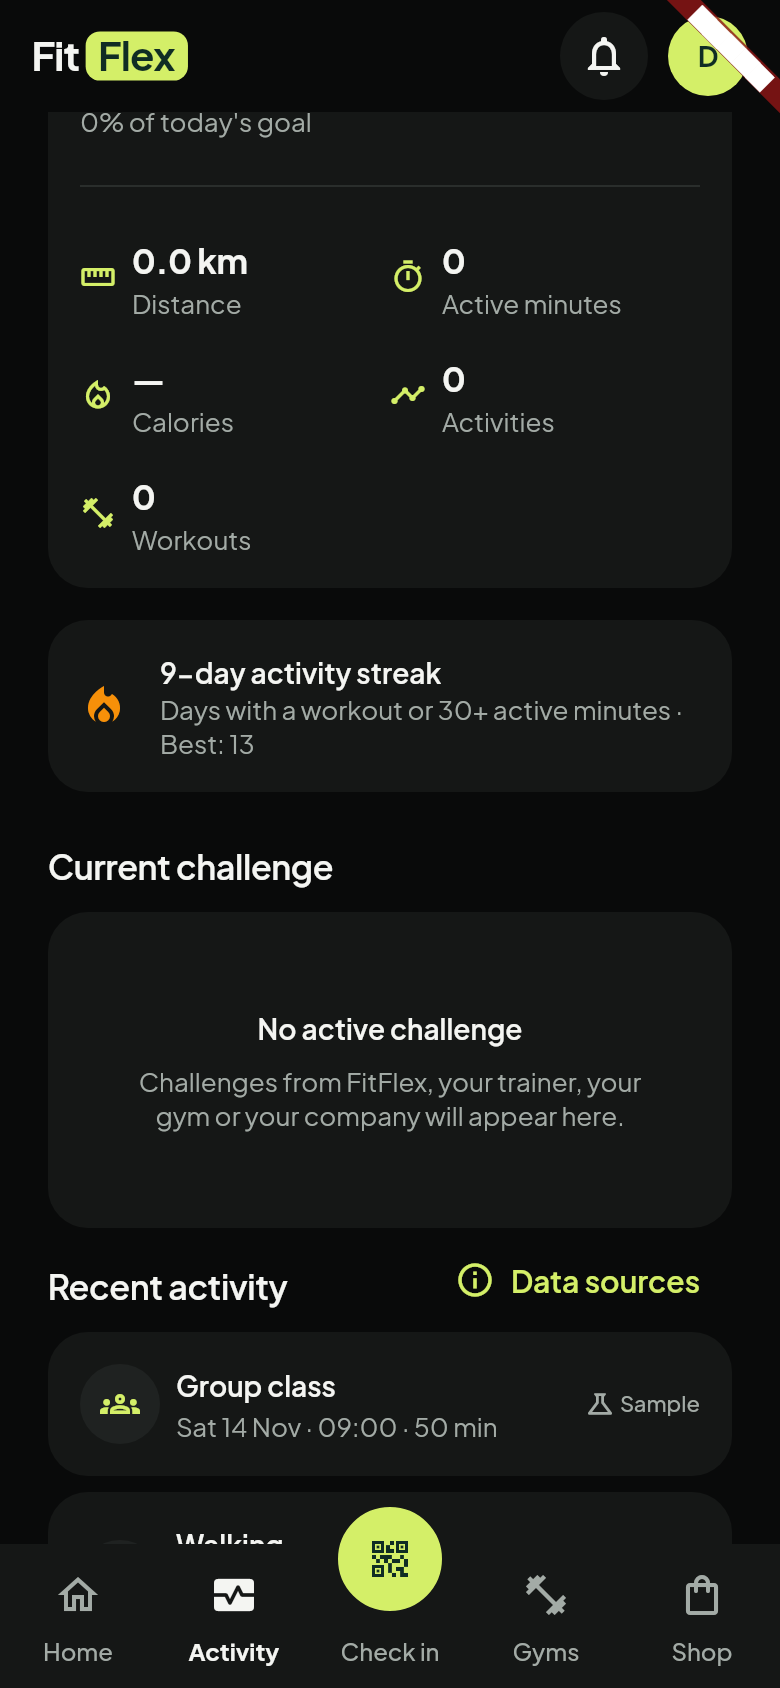 Fit Flex
D
0% of today's goal
0.0 km
Distance
0
Active minutes
—
Calories
0
Activities
0
Workouts
9-day activity streak
Days with a workout or 30+ active minutes ·
Best: 13
Current challenge
No active challenge
Challenges from FitFlex, your trainer, your
gym or your company will appear here.
Recent activity
Data sources
Group class
Sat 14 Nov · 09:00 · 50 min
Sample
Walking
Home
Activity
Check in
Gyms
Shop